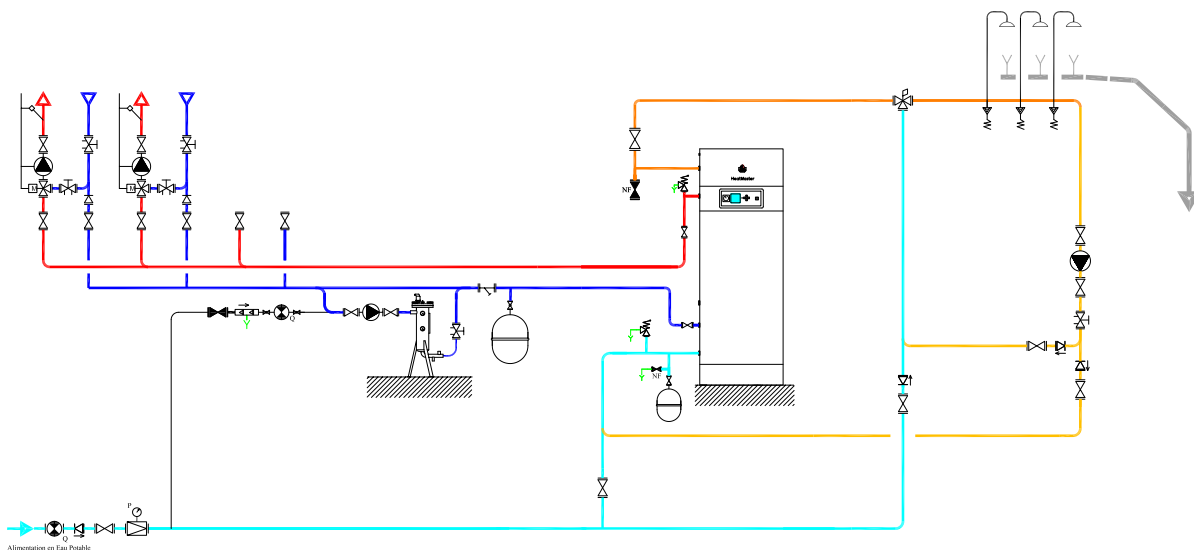 HeatMaster
NF
M
M
Q
NF
P
Q
Alimentation en Eau Potable